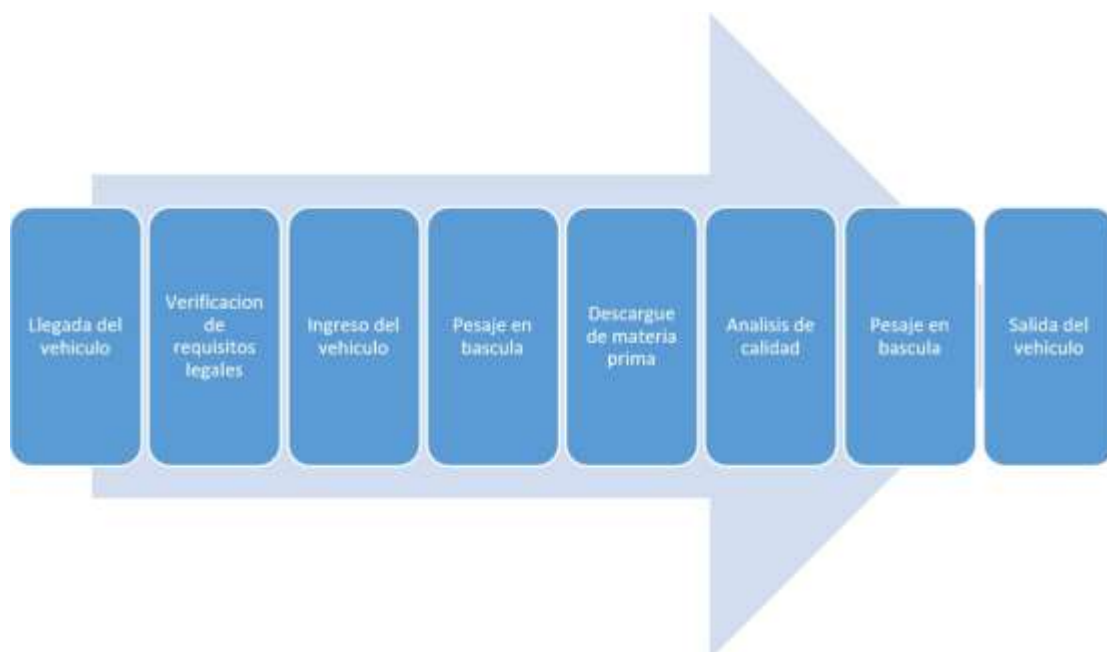 Llegada del
vehiculo
Verificacion
de
requisitos
legales
Ingreso del
vehiculo
Pesaje en
bascula
Descargue
de materia
prima
Analisis de
calidad
Pesaje en
bascula
Salida del
vehiculo